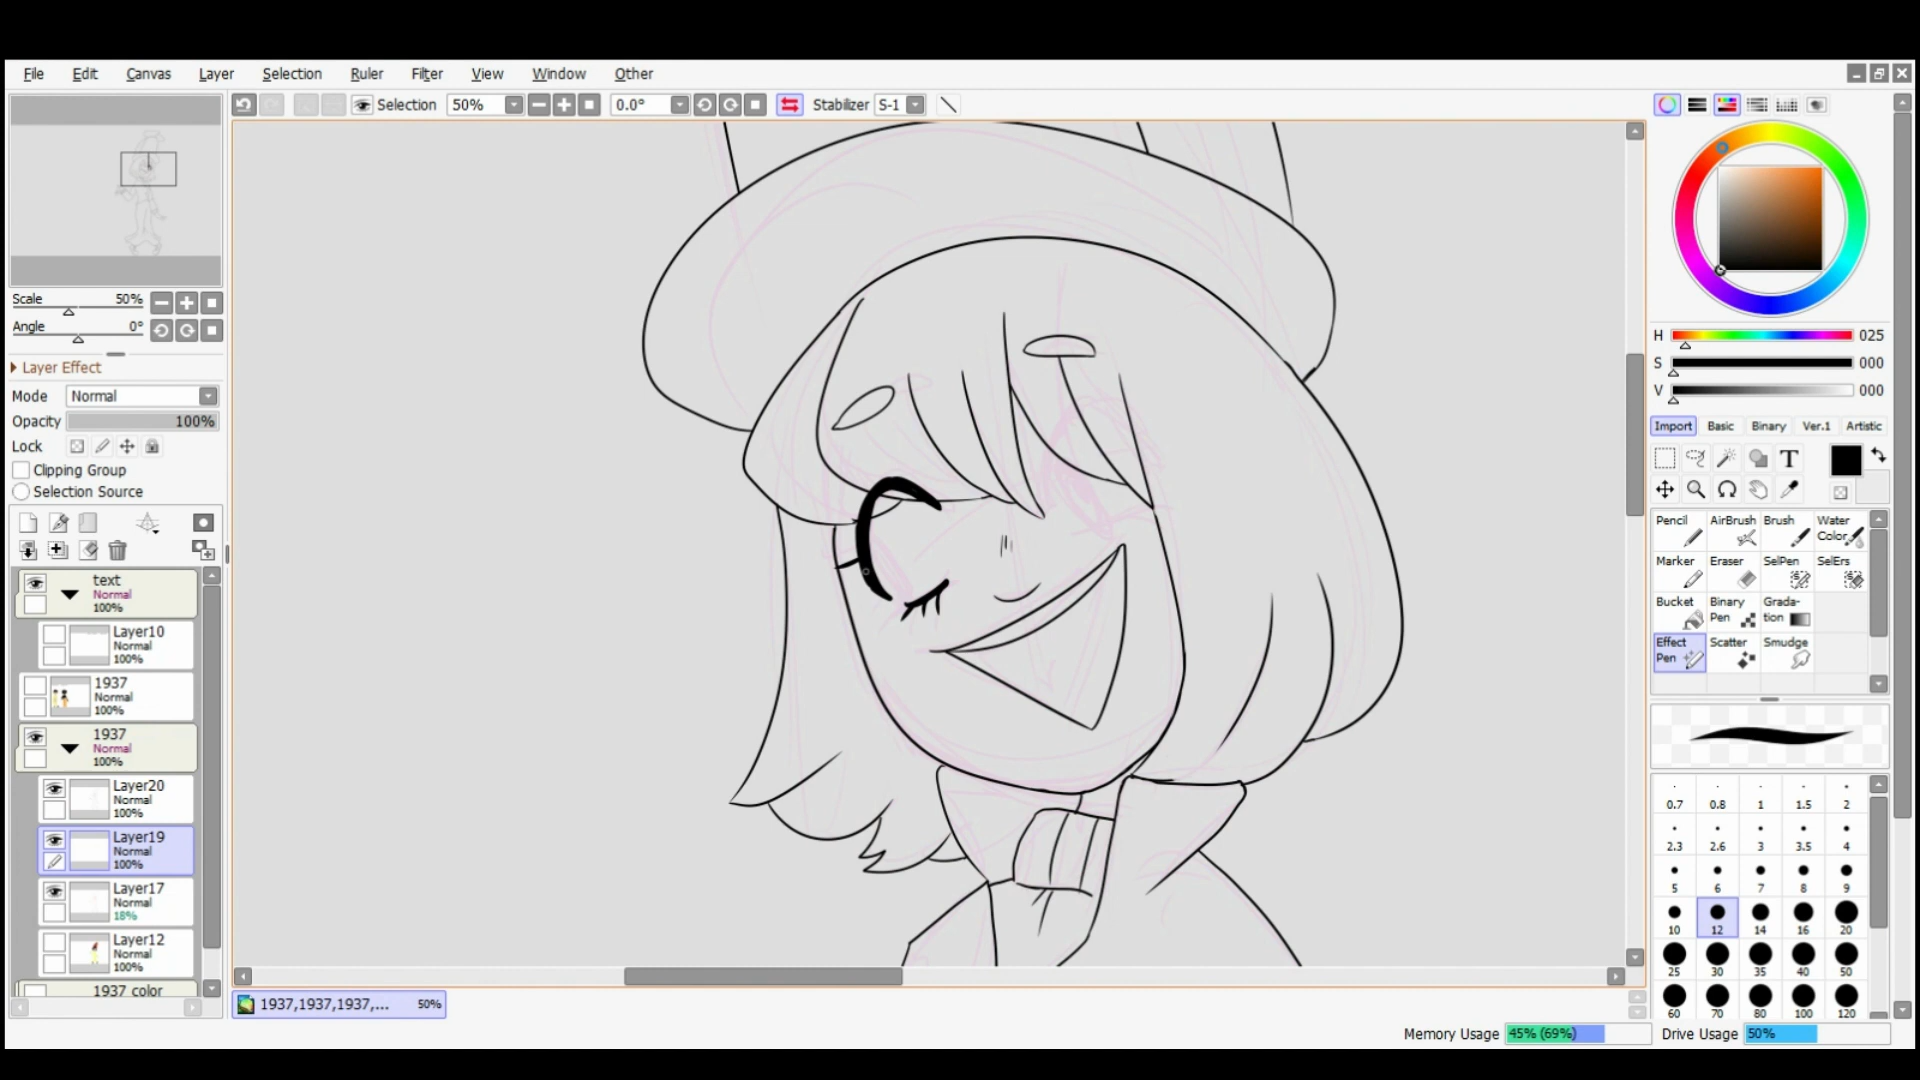 File Edit Canvas Layer Selection Ruler Filter View Window Other
Selection 50% 0.0° Stabilizer S-1
Scale 50%
Angle 0°
Layer Effect
Mode Normal
Opacity 100%
Lock
Clipping Group
Selection Source
text
Normal
100%
Layer10
Normal
100%
1937
Normal
100%
1937
Normal
100%
Layer20
Normal
100%
Layer19
Normal
100%
Layer17
Normal
18%
Layer12
Normal
100%
1937 color
1937,1937,1937,... 50%
H 025
S 000
V 000
Import Basic Binary Ver.1 Artistic
T
Pencil AirBrush Brush Water Color
Marker Eraser SelPen SelErs
Bucket Binary Pen Grada-tion
Effect Pen Scatter Smudge
0.7 0.8 1 1.5 2
2.3 2.6 3 3.5 4
5 6 7 8 9
10 12 14 16 20
25 30 35 40 50
60 70 80 100 120
Memory Usage 45% (69%) Drive Usage 50%